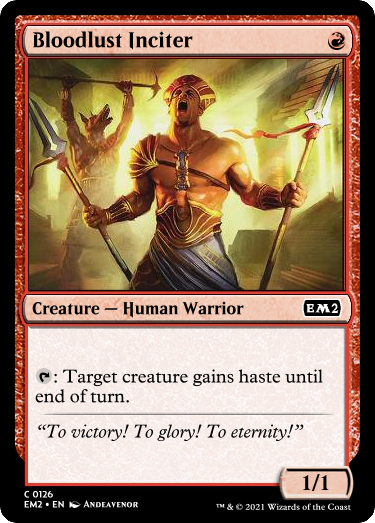 Bloodlust Inciter
Creature — Human Warrior
EM2
: Target creature gains haste until
end of turn.
“To victory! To glory! To eternity!”
1/1
C 0126
EM2 • EN ANDEAVENOR
™ & © 2021 Wizards of the Coast